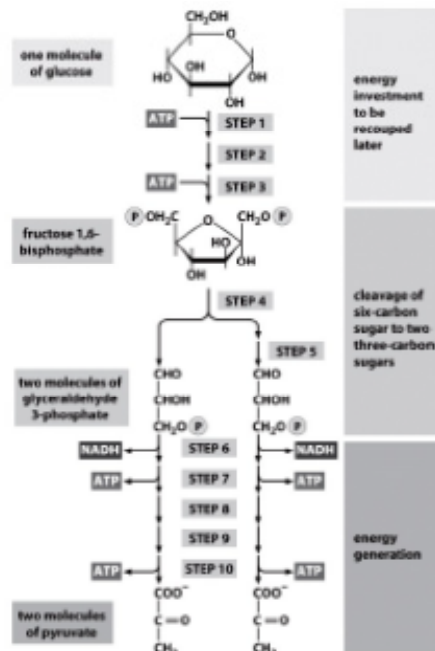 CH₂OH
O
one molecule
of glucose
OH
HO
OH
OH
energy
investment
to be
recouped
later
ATP
STEP 1
STEP 2
ATP
STEP 3
P OH₂C
O
CH₂O P
fructose 1,6-
bisphosphate
HO
OH
OH
STEP 4
cleavage of
six-carbon
sugar to two
three-carbon
sugars
STEP 5
two molecules of
glyceraldehyde
3-phosphate
CHO
CHO
CHOH
CHOH
CH₂O P
CH₂O P
NADH
STEP 6
NADH
ATP
STEP 7
ATP
STEP 8
STEP 9
energy
generation
ATP
STEP 10
ATP
two molecules
of pyruvate
COO⁻
COO⁻
C=O
C=O
CH₃
CH₃